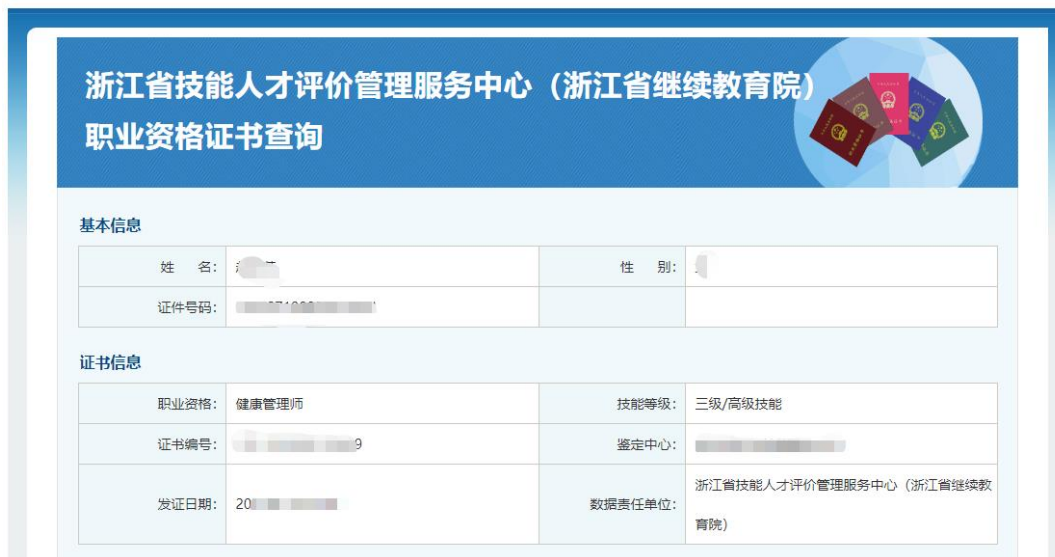 浙江省技能人才评价管理服务中心（浙江省继续教育院）
职业资格证书查询
基本信息
姓 名：
性 别：
证件号码：
证书信息
职业资格： 健康管理师
技能等级： 三级/高级技能
证书编号： 9
鉴定中心：
发证日期： 20
数据责任单位： 浙江省技能人才评价管理服务中心（浙江省继续教
育院）